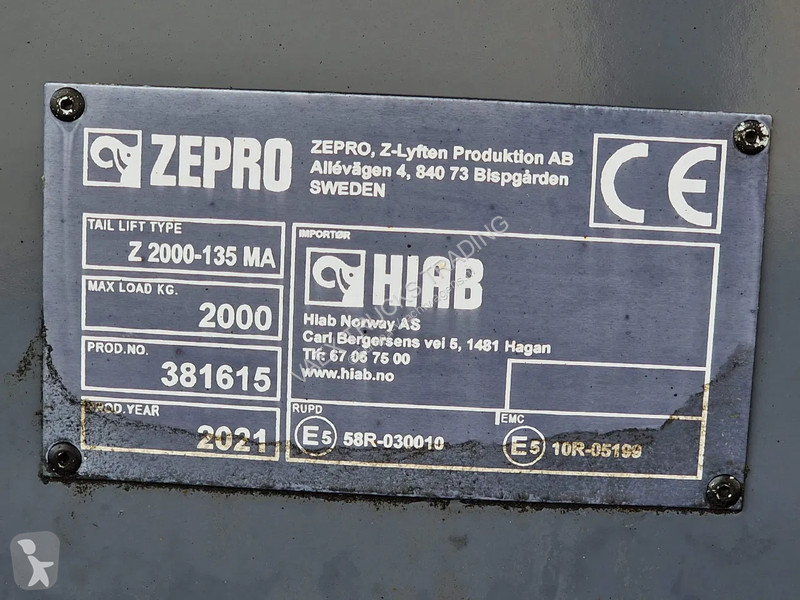 ZEPRO
ZEPRO, Z-Lyften Produktion AB
Allévägen 4, 840 73 Bispgården
SWEDEN
CE
TAIL LIFT TYPE
Z 2000-135 MA
MAX LOAD KG.
2000
PROD.NO.
381615
PROD.YEAR
2021
IMPORTØR
HIAB
Hiab Norway AS
Carl Bergersens vei 5, 1481 Hagan
Tlf: 67 06 75 00
www.hiab.no
RUPD
E5 58R-030010
EMC
E5 10R-05199
TRUCKS TRADING